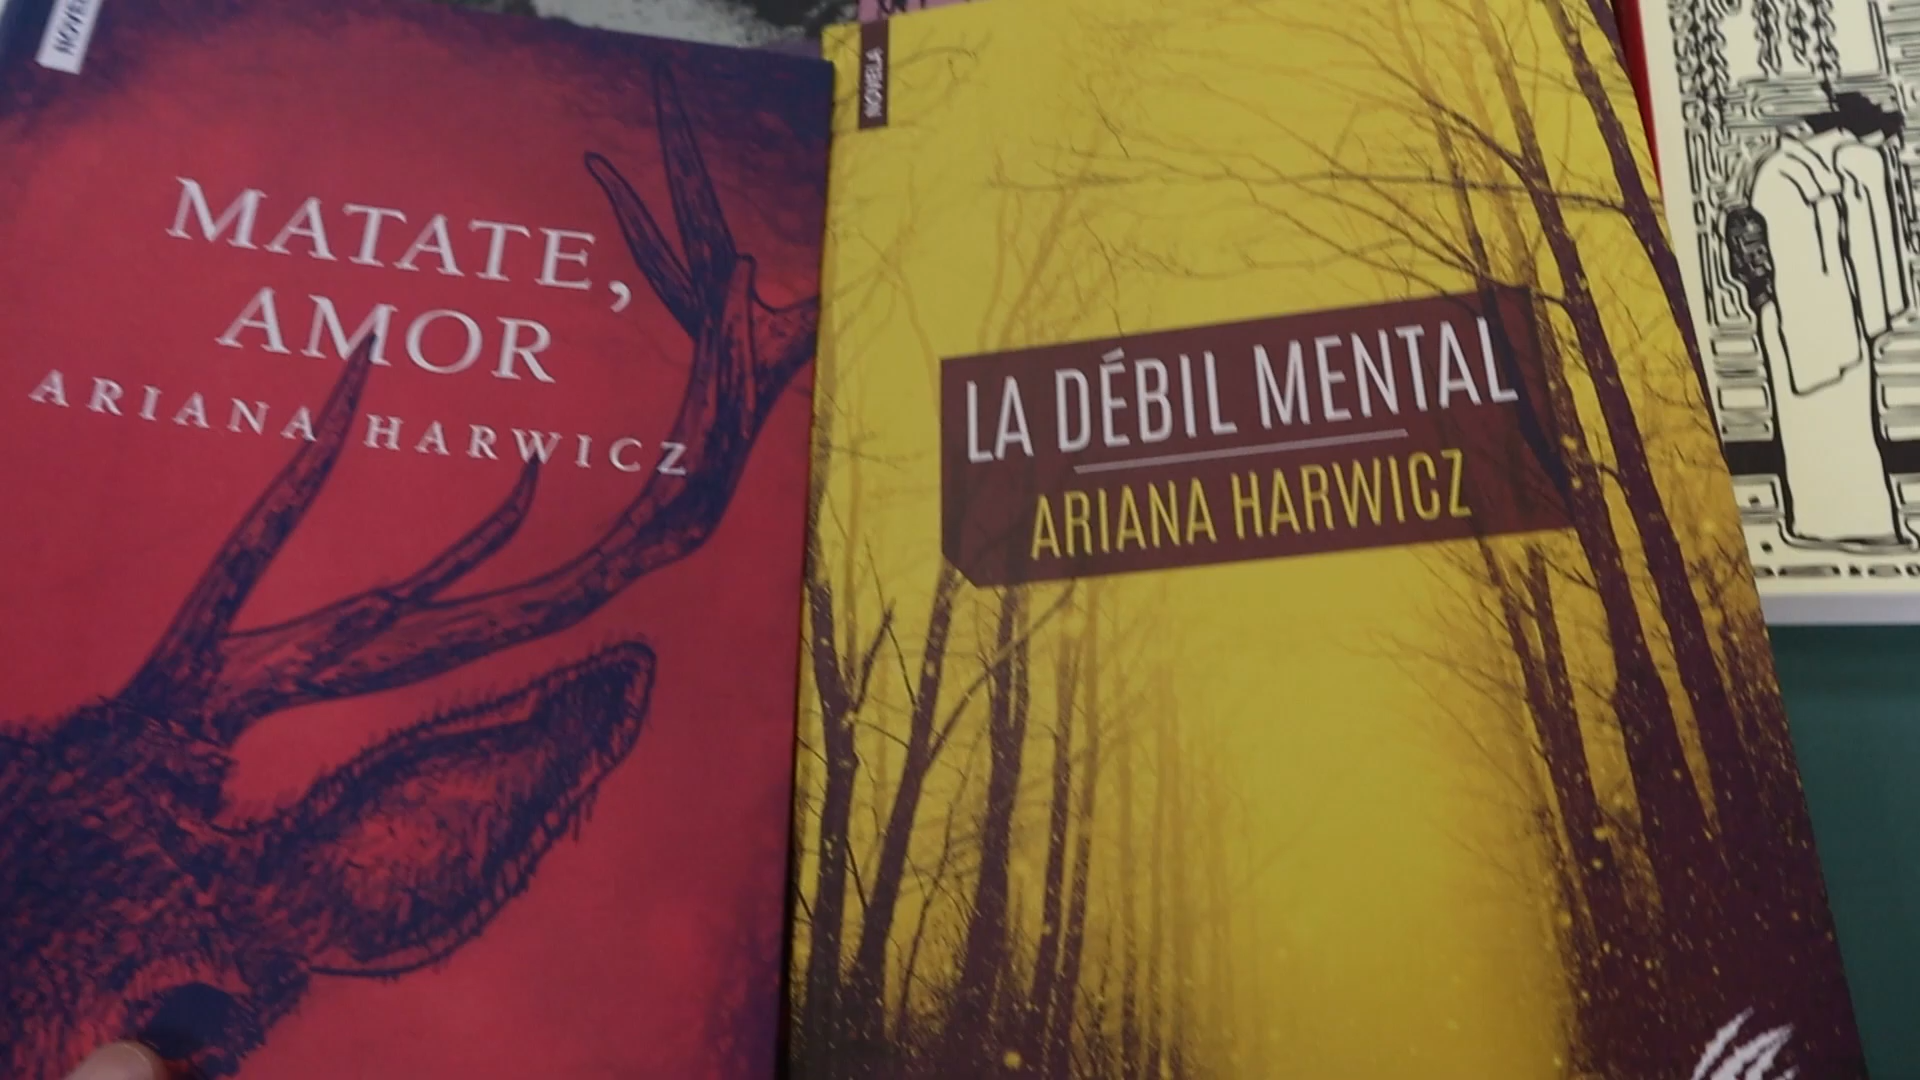 MATATE,
AMOR
ARIANA HARWICZ
NOVELA
LA DÉBIL MENTAL
ARIANA HARWICZ